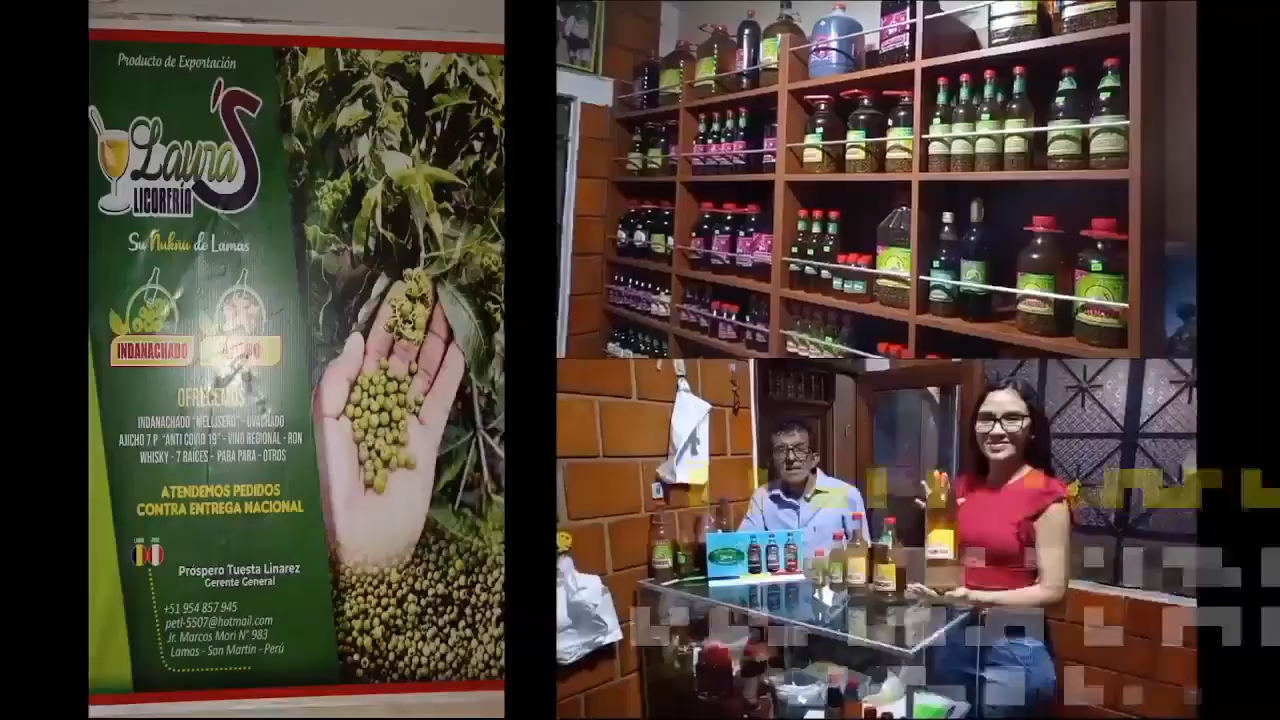 Producto de Exportación
Laura'S
LICORERÍA
Su Ñukñu de Lamas
INDANACHADO
OFRECEMOS
INDANACHADO "MELLISERO" - UVACHADO
AJICHO 7 P "ANTI COVID 19" - VINO REGIONAL - RON
WHISKY - 7 RAÍCES - PARA PARA - OTROS
ATENDEMOS PEDIDOS
CONTRA ENTREGA NACIONAL
Próspero Tuesta Linarez
Gerente General
+51 954 857 945
petl-5507@hotmail.com
Jr. Marcos Mori N° 983
Lamas - San Martín - Perú